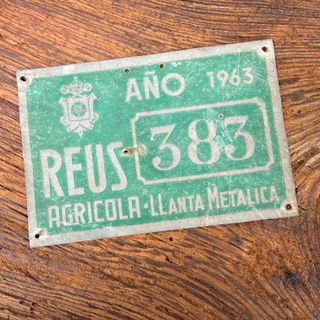 AÑO 1963
REUS 383
AGRICOLA-LLANTA METALICA